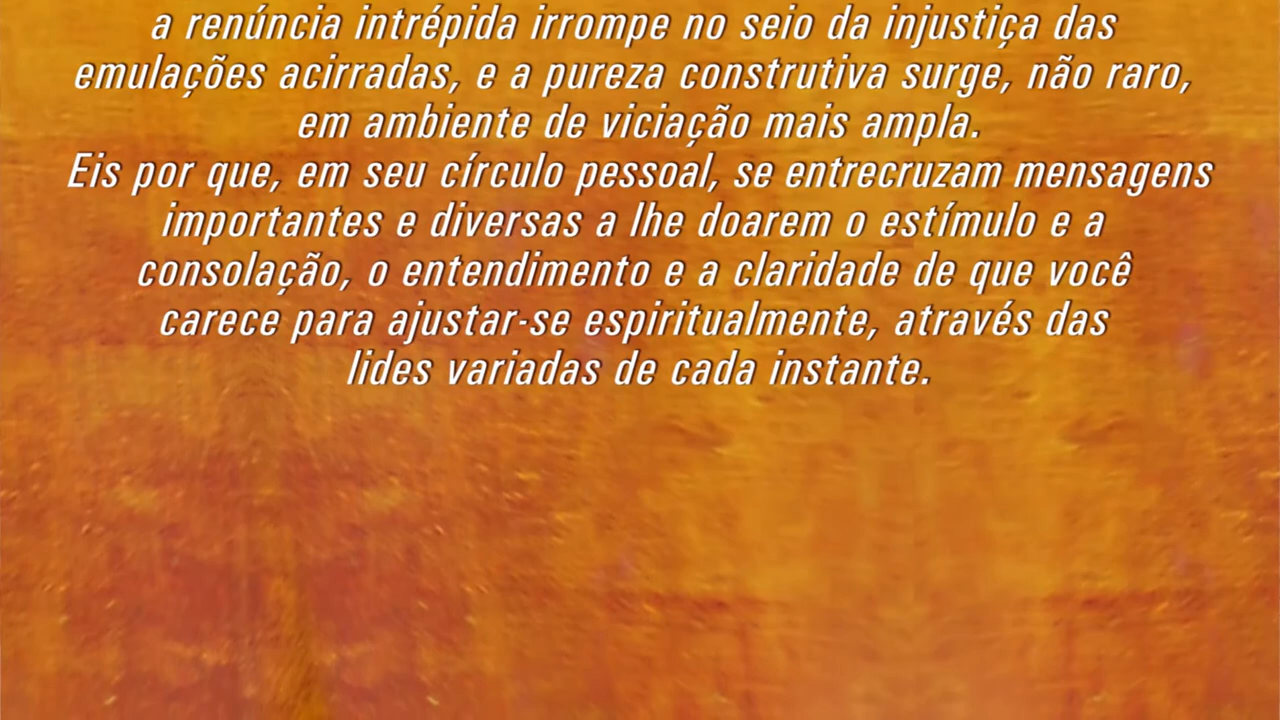 a renúncia intrépida irrompe no seio da injustiça das
emulações acirradas, e a pureza construtiva surge, não raro,
em ambiente de viciação mais ampla.
Eis por que, em seu círculo pessoal, se entrecruzam mensagens
importantes e diversas a lhe doarem o estímulo e a
consolação, o entendimento e a claridade de que você
carece para ajustar-se espiritualmente, através das
lides variadas de cada instante.